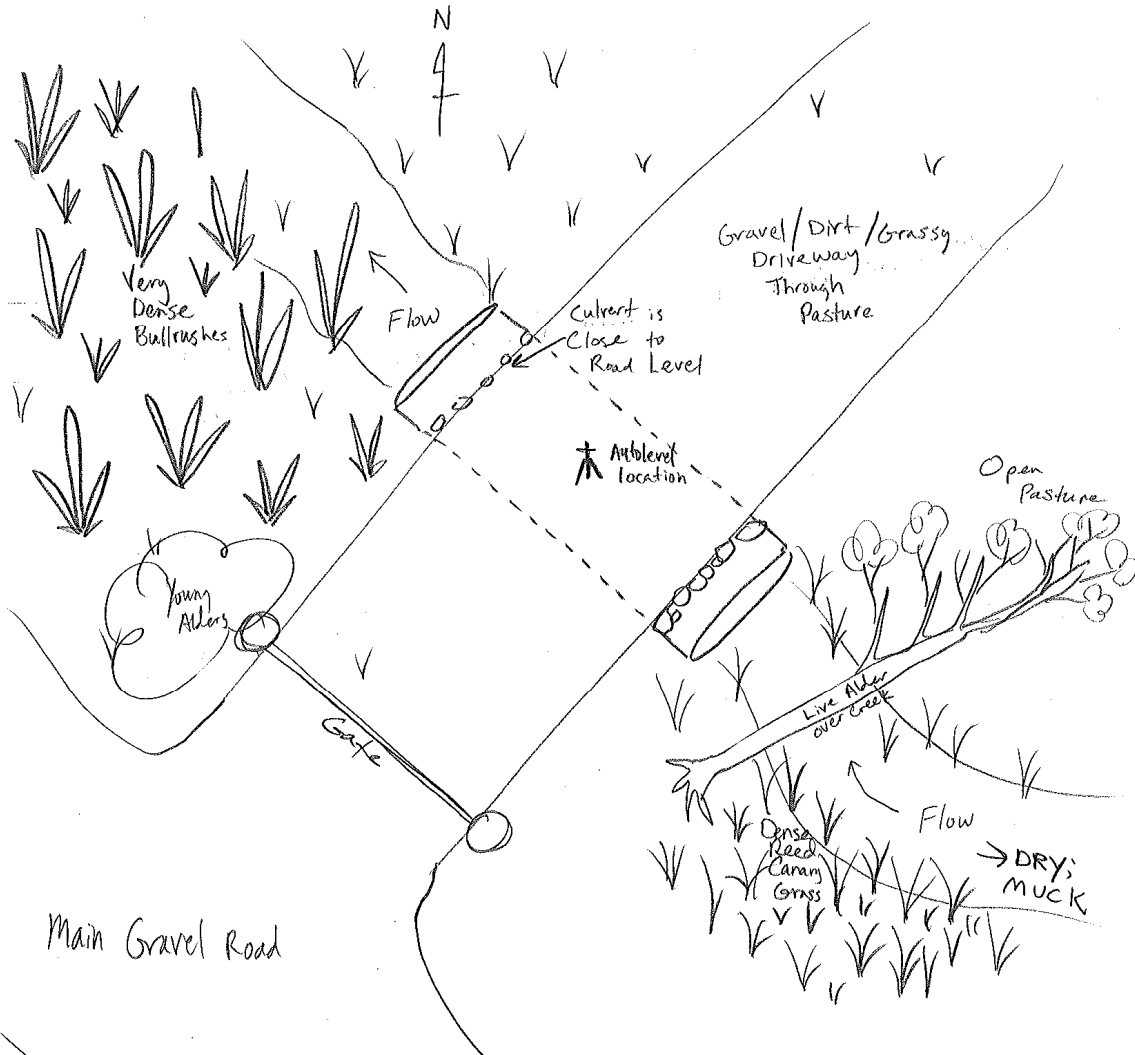 N
Gravel/Dirt/Grassy
Driveway
Through
Pasture
Very
Dense
Bullrushes
Flow
Culvert is
Close to
Road Level
Autolevel
location
Open
Pasture
Young
Alders
Gate
Live Alder
over creek
Flow
Dense
Reed
Canary
Grass
→ DRY;
MUCK
Main Gravel Road